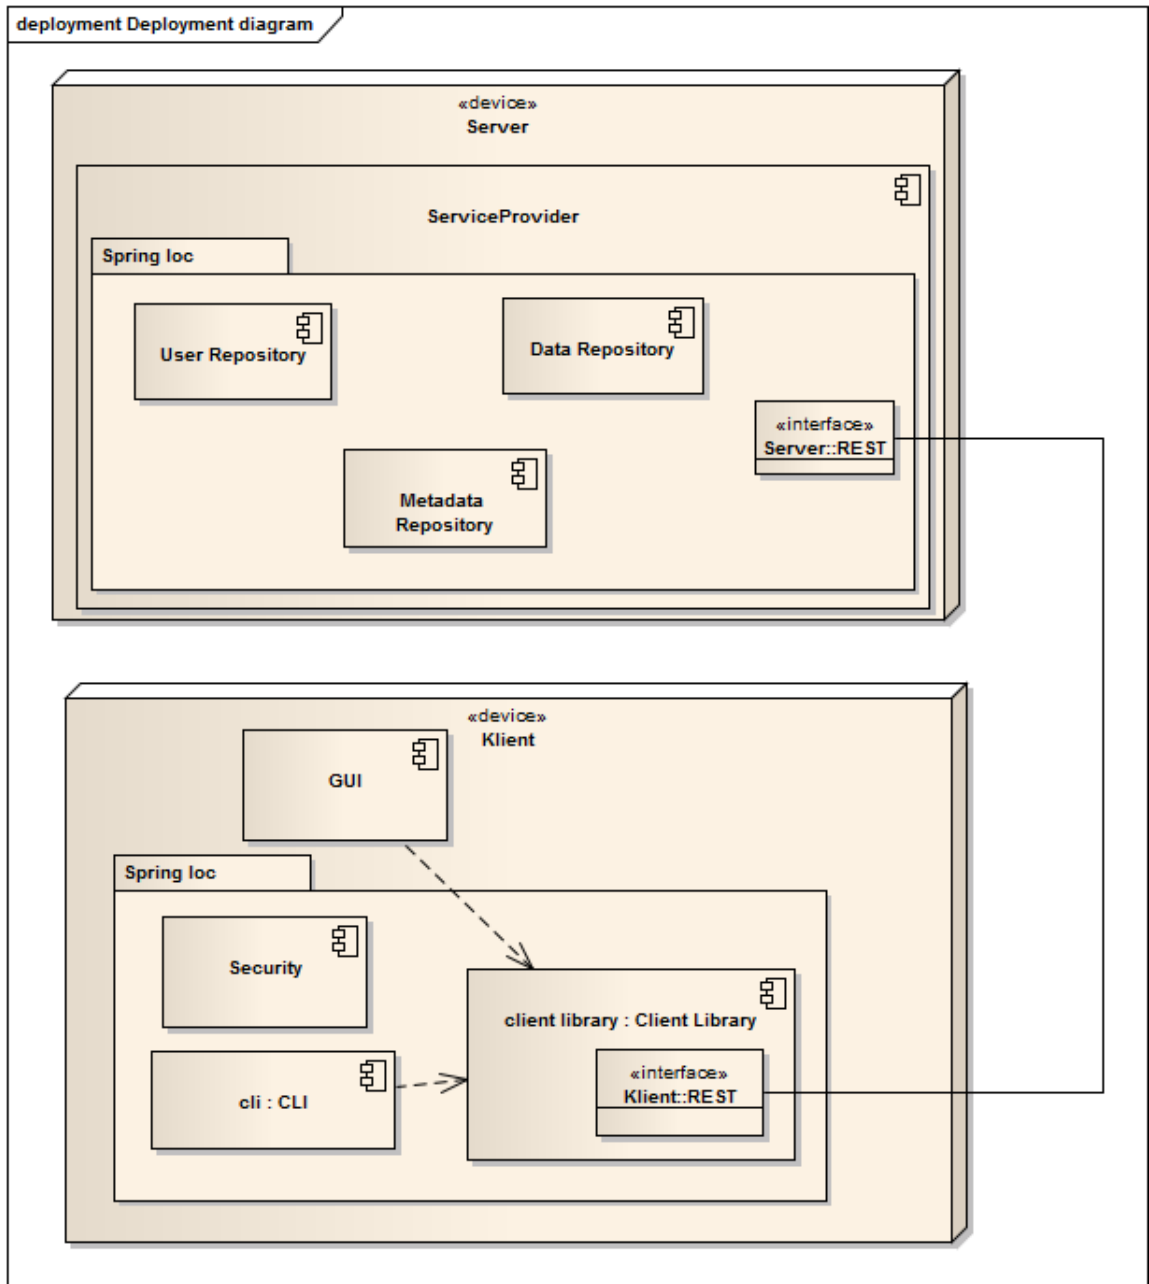 deployment Deployment diagram
«device»
Server
ServiceProvider
Spring Ioc
User Repository
Data Repository
«interface»
Server::REST
Metadata
Repository
«device»
Klient
GUI
Spring Ioc
Security
client library : Client Library
«interface»
Klient::REST
cli : CLI